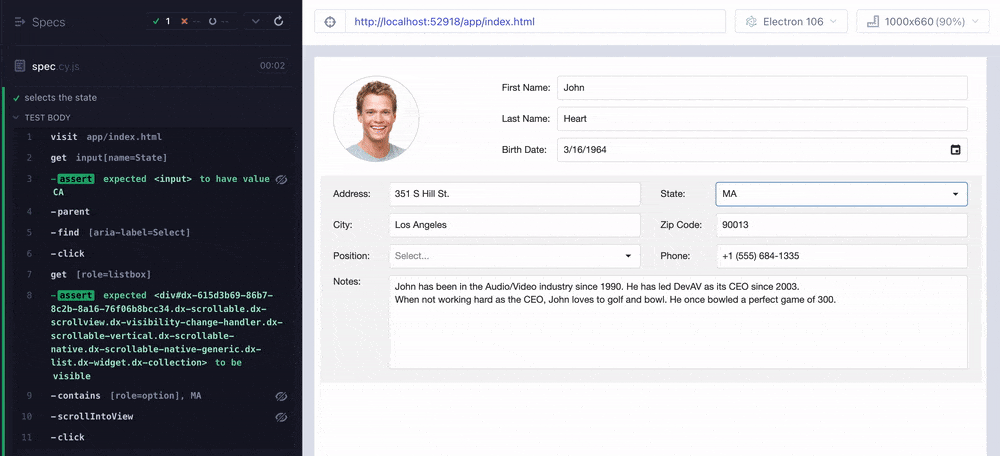 Specs
1
--
--
http://localhost:52918/app/index.html
Electron 106
1000x660 (90%)
spec.cy.js
00:02
selects the state
TEST BODY
1 visit app/index.html
2 get input[name=State]
3 -assert expected <input> to have value
CA
4 -parent
5 -find [aria-label=Select]
6 -click
7 get [role=listbox]
8 -assert expected <div#dx-615d3b69-86b7-
8c2b-8a16-76f06b8bcc34.dx-scrollable.dx-
scrollview.dx-visibility-change-handler.dx-
scrollable-vertical.dx-scrollable-
native.dx-scrollable-native-generic.dx-
list.dx-widget.dx-collection> to be
visible
9 -contains [role=option], MA
10 -scrollIntoView
11 -click
First Name: John
Last Name: Heart
Birth Date: 3/16/1964
Address: 351 S Hill St.
State: MA
City: Los Angeles
Zip Code: 90013
Position: Select...
Phone: +1 (555) 684-1335
Notes: John has been in the Audio/Video industry since 1990. He has led DevAV as its CEO since 2003.
When not working hard as the CEO, John loves to golf and bowl. He once bowled a perfect game of 300.